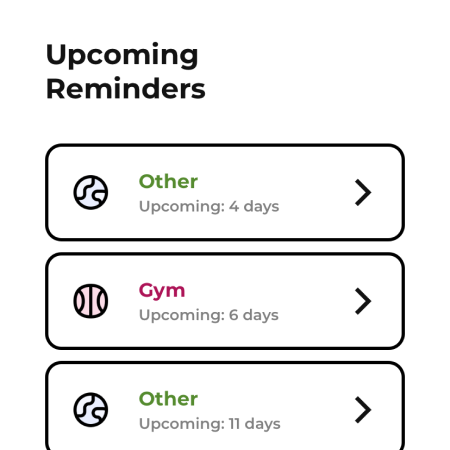 Upcoming
Reminders
Other
Upcoming: 4 days
Gym
Upcoming: 6 days
Other
Upcoming: 11 days